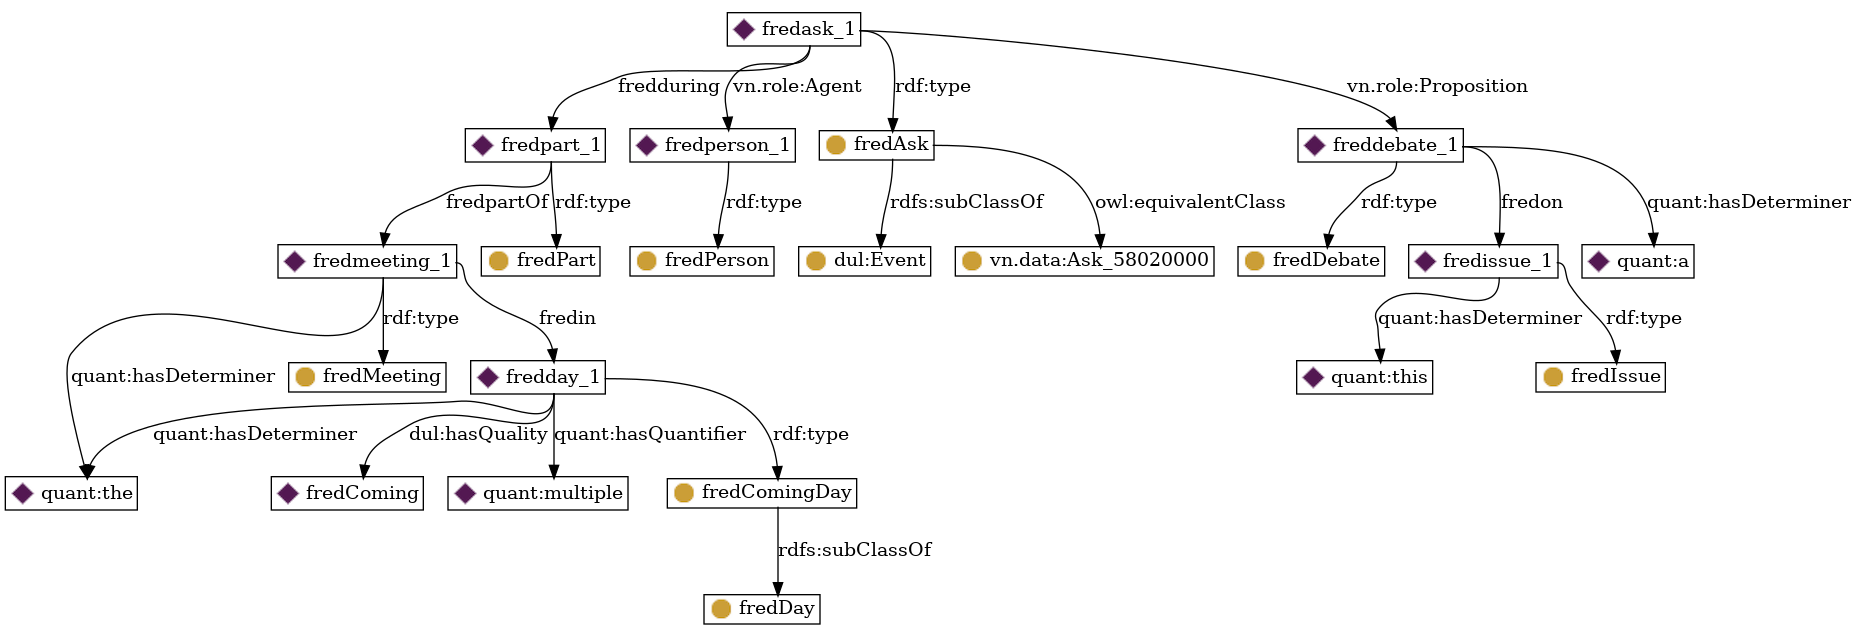 fredask_1
fredduring
vn.role:Agent
rdf:type
vn.role:Proposition
fredpart_1
fredperson_1
fredAsk
freddebate_1
fredpartOf
rdf:type
rdf:type
rdfs:subClassOf
owl:equivalentClass
rdf:type
fredon
quant:hasDeterminer
fredmeeting_1
fredPart
fredPerson
dul:Event
vn.data:Ask_58020000
fredDebate
fredissue_1
quant:a
rdf:type
fredin
quant:hasDeterminer
rdf:type
quant:hasDeterminer
fredMeeting
fredday_1
quant:this
fredIssue
quant:hasDeterminer
dul:hasQuality
quant:hasQuantifier
rdf:type
quant:the
fredComing
quant:multiple
fredComingDay
rdfs:subClassOf
fredDay